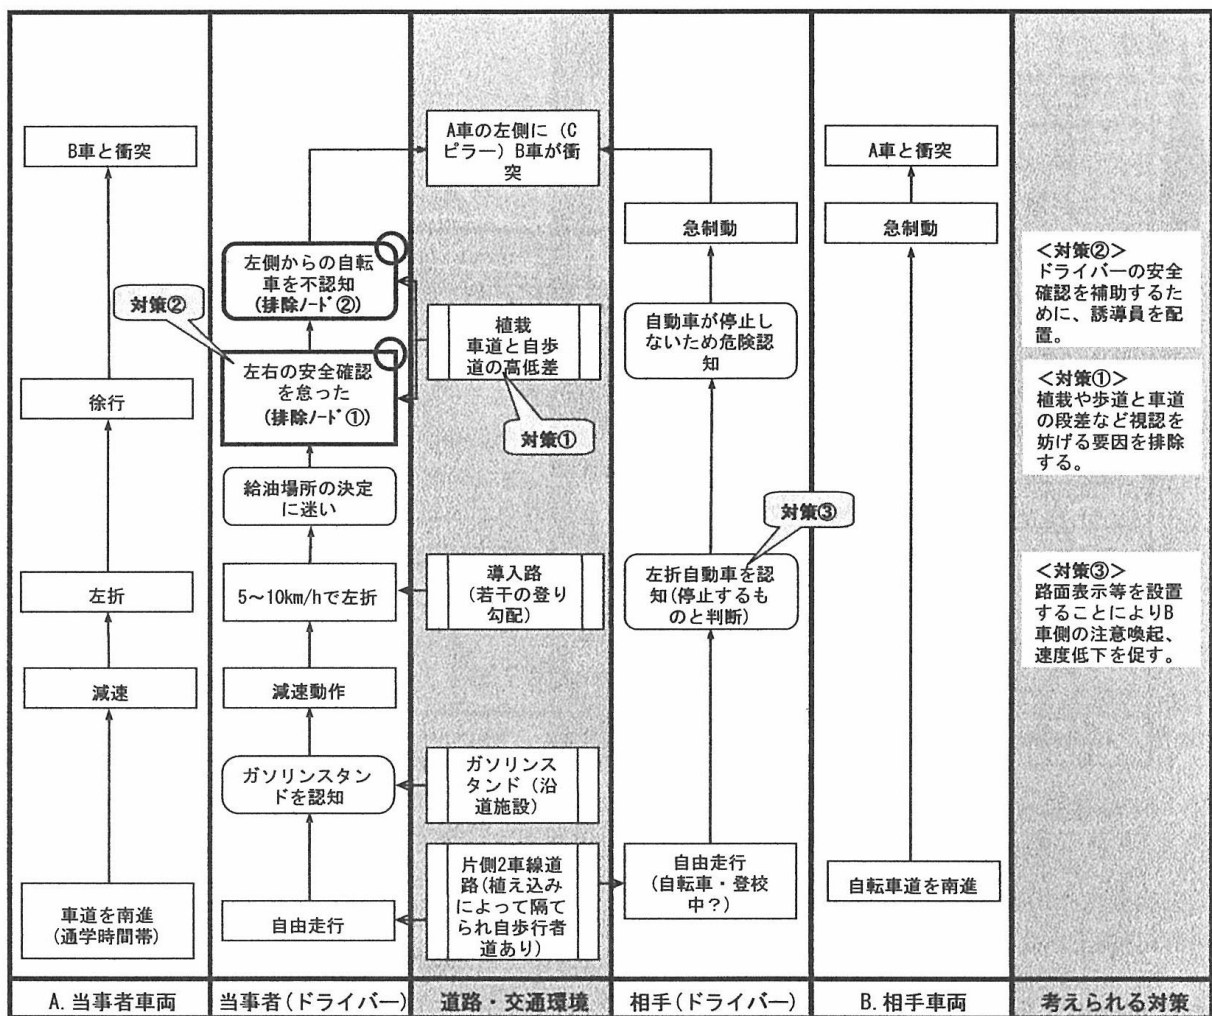 B車と衝突
徐行
左折
減速
車道を南進
(通学時間帯)
A.当事者車両
左側からの自転
車を不認知
(排除ノード②)
対策②
左右の安全確認
を怠った
(排除ノード①)
給油場所の決定
に迷い
5～10km/hで左折
減速動作
ガソリンスタン
ドを認知
自由走行
当事者(ドライバー)
A車の左側に（C
ピラー）B車が衝
突
植栽
車道と自歩
道の高低差
対策①
導入路
(若干の登り
勾配)
ガソリンス
タンド（沿
道施設）
片側2車線道
路(植え込み
によって隔て
られ自歩行者
道あり)
道路・交通環境
急制動
自動車が停止し
ないため危険認
知
対策③
左折自動車を認
知(停止するも
のと判断)
自由走行
(自転車・登校
中？)
相手(ドライバー)
A車と衝突
急制動
自転車道を南進
B.相手車両
＜対策②＞
ドライバーの安全
確認を補助するた
めに、誘導員を配
置。
＜対策①＞
植栽や歩道と車道
の段差など視認を
妨げる要因を排除
する。
＜対策③＞
路面表示等を設置
することによりB
車側の注意喚起、
速度低下を促す。
考えられる対策